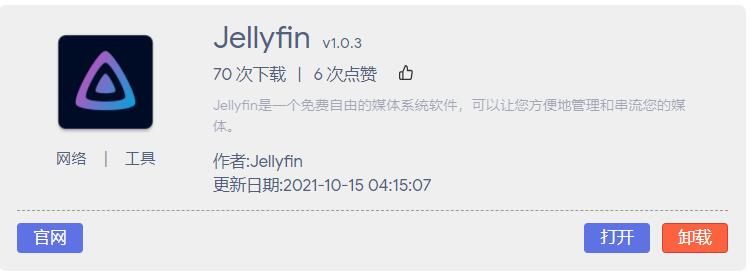 Jellyfin v1.0.3
70 次下载 | 6 次点赞
Jellyfin是一个免费自由的媒体系统软件，可以让您方便地管理和串流您的媒
体。
网络 | 工具
作者:Jellyfin
更新日期:2021-10-15 04:15:07
官网 打开 卸载